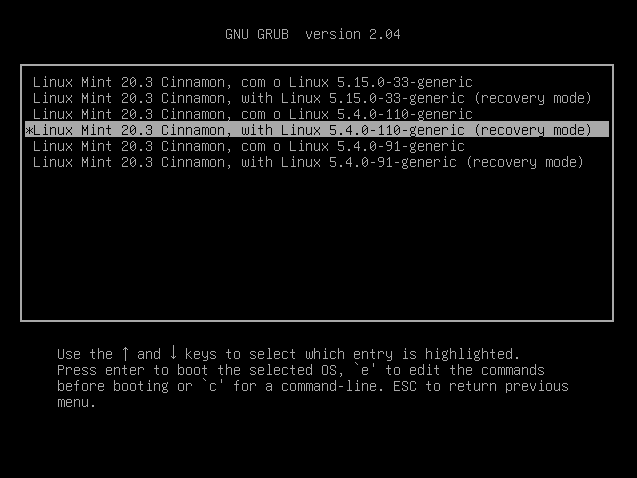 GNU GRUB  version 2.04
Linux Mint 20.3 Cinnamon, com o Linux 5.15.0-33-generic
Linux Mint 20.3 Cinnamon, with Linux 5.15.0-33-generic (recovery mode)
Linux Mint 20.3 Cinnamon, com o Linux 5.4.0-110-generic
*Linux Mint 20.3 Cinnamon, with Linux 5.4.0-110-generic (recovery mode)
Linux Mint 20.3 Cinnamon, com o Linux 5.4.0-91-generic
Linux Mint 20.3 Cinnamon, with Linux 5.4.0-91-generic (recovery mode)
Use the ↑ and ↓ keys to select which entry is highlighted.
Press enter to boot the selected OS, `e' to edit the commands
before booting or `c' for a command-line. ESC to return previous
menu.